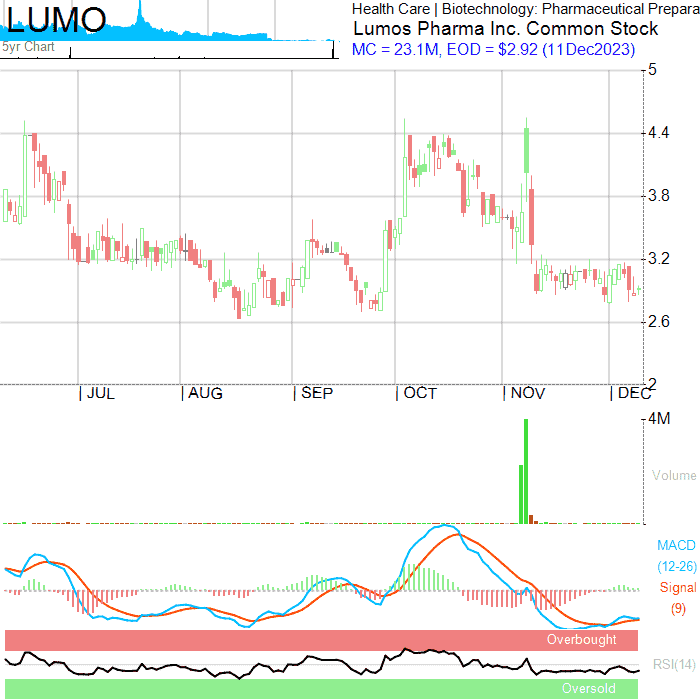 LUMO
5yr Chart
Health Care | Biotechnology: Pharmaceutical Prepara
Lumos Pharma Inc. Common Stock
MC = 23.1M, EOD = $2.92 (11Dec2023)
5
4.4
3.8
3.2
2.6
2
| JUL | AUG | SEP | OCT | NOV | DEC
4M
Volume
MACD
(12-26)
Signal
(9)
Overbought
RSI(14)
Oversold